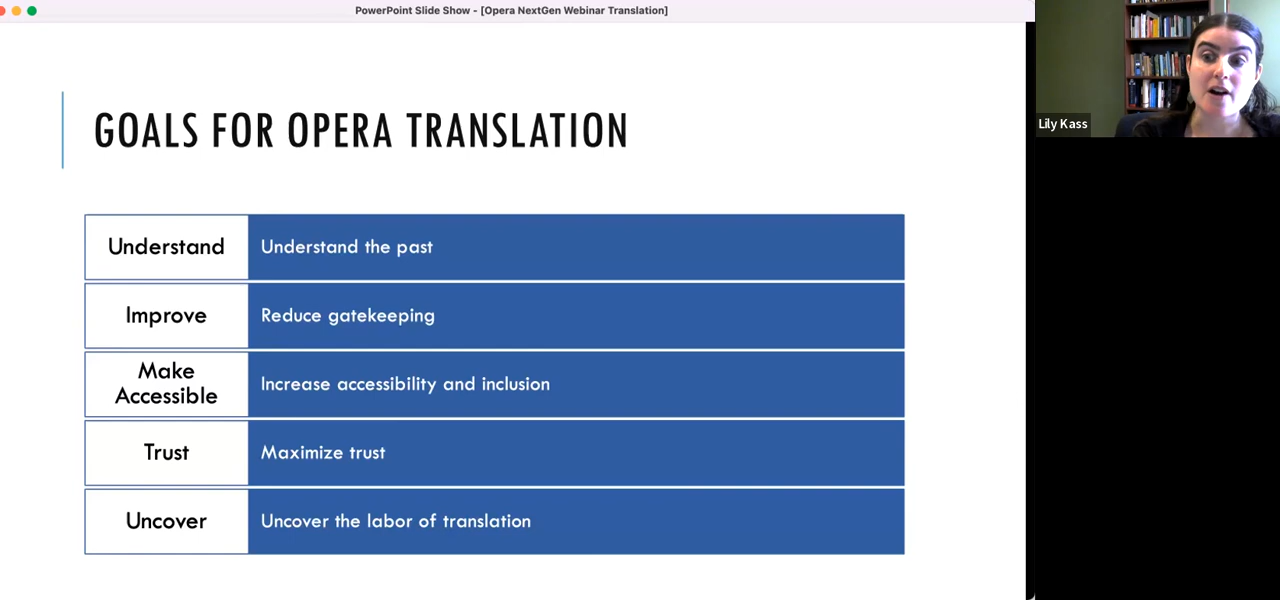 PowerPoint Slide Show - [Opera NextGen Webinar Translation]
GOALS FOR OPERA TRANSLATION
Understand
Understand the past
Improve
Reduce gatekeeping
Make
Accessible
Increase accessibility and inclusion
Trust
Maximize trust
Uncover
Uncover the labor of translation
Lily Kass